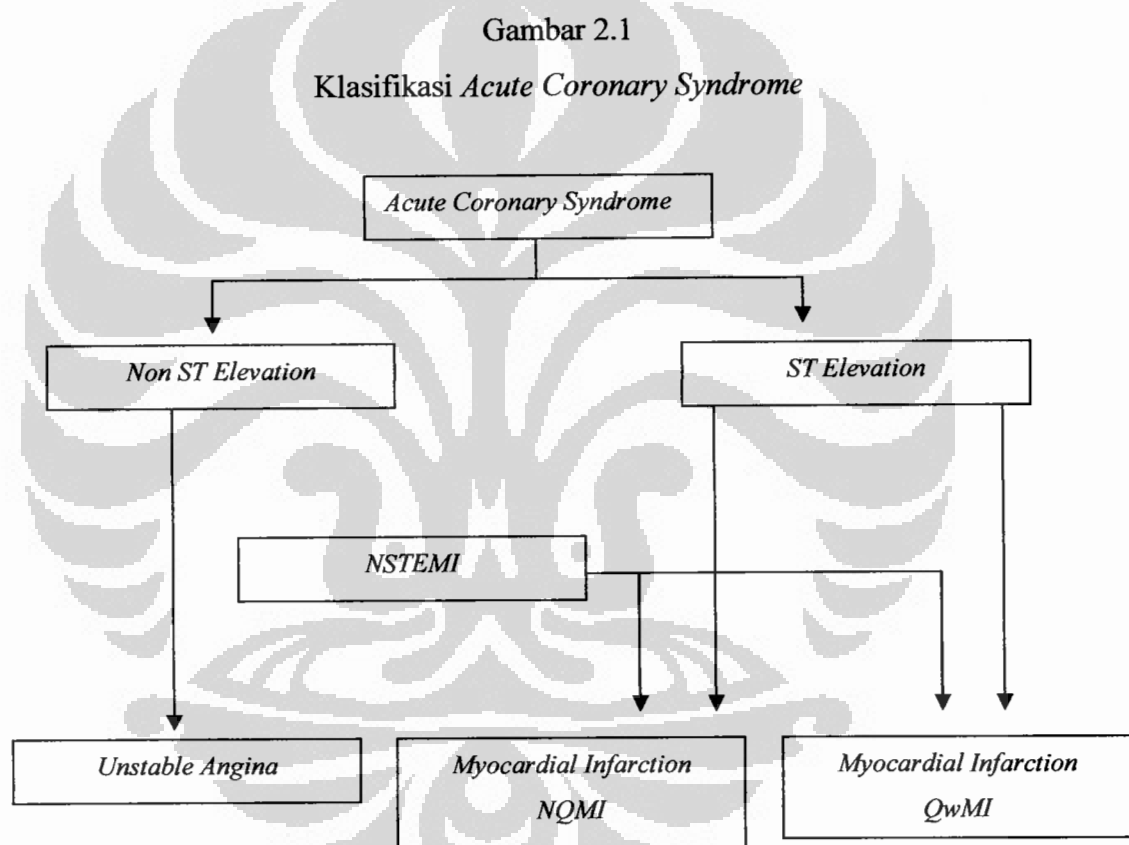 Gambar 2.1
Klasifikasi Acute Coronary Syndrome
Acute Coronary Syndrome
Non ST Elevation
ST Elevation
NSTEMI
Unstable Angina
Myocardial Infarction
NQMI
Myocardial Infarction
QwMI